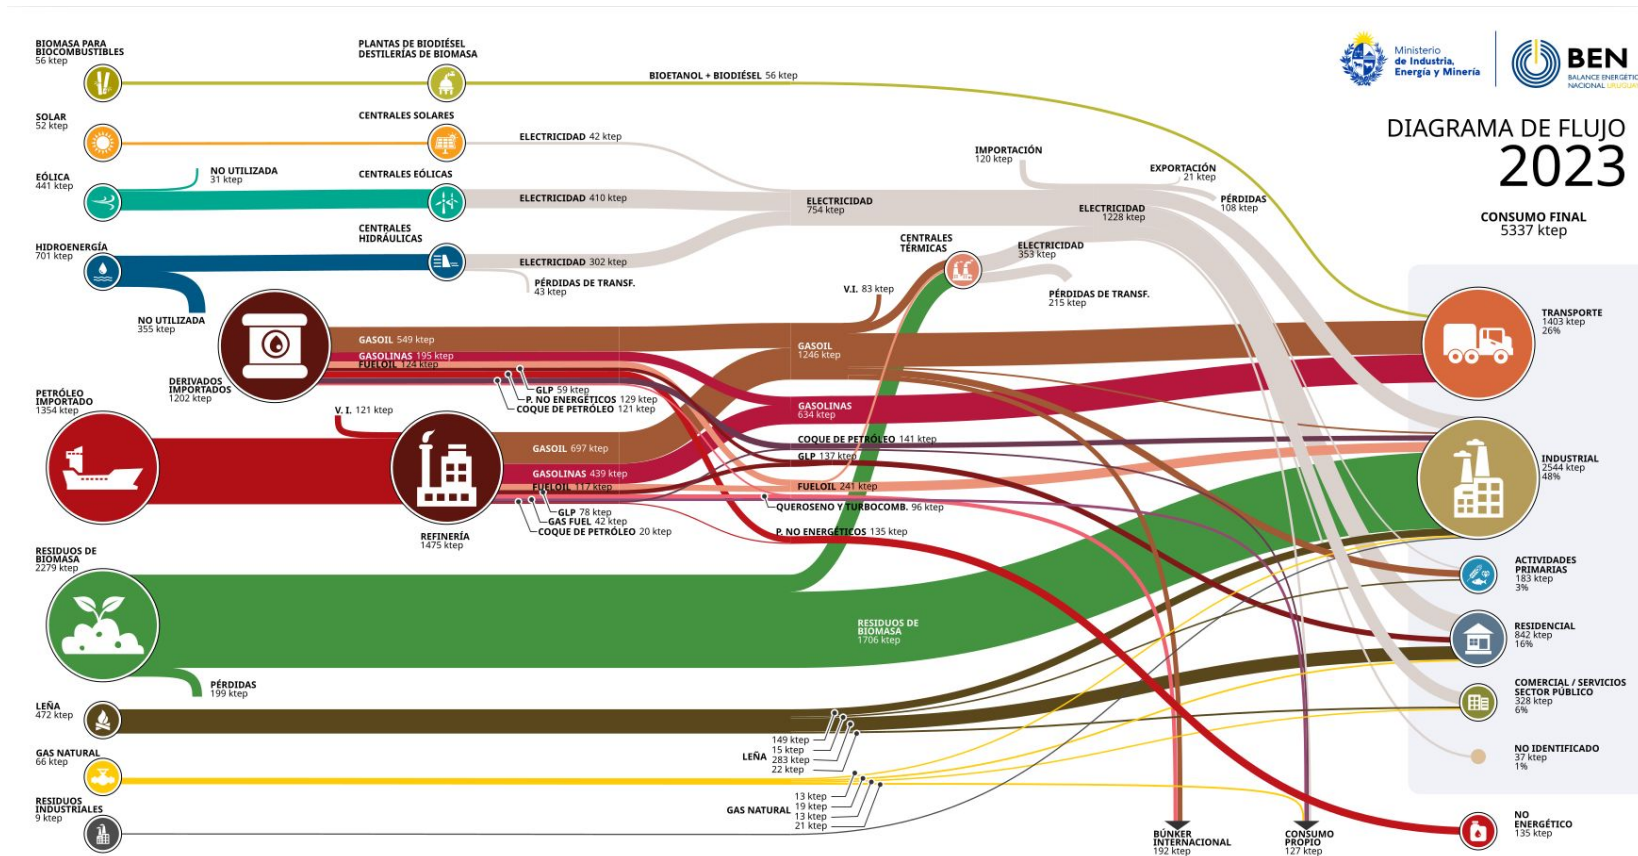 BIOMASA PARA
BIOCOMBUSTIBLES
56 ktep
PLANTAS DE BIODIÉSEL
DESTILERÍAS DE BIOMASA
BIOETANOL + BIODIÉSEL 56 ktep
Ministerio
de Industria,
Energía y Minería
BEN
BALANCE ENERGÉTIC
NACIONAL URUGUAY
DIAGRAMA DE FLUJO
2023
CONSUMO FINAL
5337 ktep
SOLAR
52 ktep
CENTRALES SOLARES
ELECTRICIDAD 42 ktep
EÓLICA
441 ktep
NO UTILIZADA
31 ktep
CENTRALES EÓLICAS
ELECTRICIDAD 410 ktep
ELECTRICIDAD
754 ktep
IMPORTACIÓN
120 ktep
EXPORTACIÓN
21 ktep
PÉRDIDAS
108 ktep
ELECTRICIDAD
1228 ktep
HIDROENERGÍA
701 ktep
CENTRALES
HIDRÁULICAS
ELECTRICIDAD 302 ktep
PÉRDIDAS DE TRANSF.
43 ktep
NO UTILIZADA
355 ktep
CENTRALES
TÉRMICAS
ELECTRICIDAD
353 ktep
PÉRDIDAS DE TRANSF.
215 ktep
V.I. 83 ktep
DERIVADOS
IMPORTADOS
1202 ktep
GASOIL 549 ktep
GASOLINAS 195 ktep
FUELOIL 124 ktep
GLP 59 ktep
P. NO ENERGÉTICOS 129 ktep
COQUE DE PETRÓLEO 121 ktep
GASOIL
1246 ktep
GASOLINAS
634 ktep
COQUE DE PETRÓLEO 141 ktep
GLP 137 ktep
FUELOIL 241 ktep
QUEROSENO Y TURBOCOMB. 96 ktep
P. NO ENERGÉTICOS 135 ktep
PETRÓLEO
IMPORTADO
1354 ktep
V. I. 121 ktep
REFINERÍA
1475 ktep
GASOIL 697 ktep
GASOLINAS 439 ktep
FUELOIL 117 ktep
GLP 78 ktep
GAS FUEL 42 ktep
COQUE DE PETRÓLEO 20 ktep
RESIDUOS DE
BIOMASA
2279 ktep
PÉRDIDAS
199 ktep
RESIDUOS DE
BIOMASA
1706 ktep
LEÑA
472 ktep
LEÑA
149 ktep
15 ktep
283 ktep
22 ktep
GAS NATURAL
66 ktep
GAS NATURAL
13 ktep
19 ktep
13 ktep
21 ktep
RESIDUOS
INDUSTRIALES
9 ktep
TRANSPORTE
1403 ktep
26%
INDUSTRIAL
2544 ktep
48%
ACTIVIDADES
PRIMARIAS
183 ktep
3%
RESIDENCIAL
842 ktep
16%
COMERCIAL / SERVICIOS
SECTOR PÚBLICO
328 ktep
6%
NO IDENTIFICADO
37 ktep
1%
NO
ENERGÉTICO
135 ktep
BÚNKER
INTERNACIONAL
192 ktep
CONSUMO
PROPIO
127 ktep